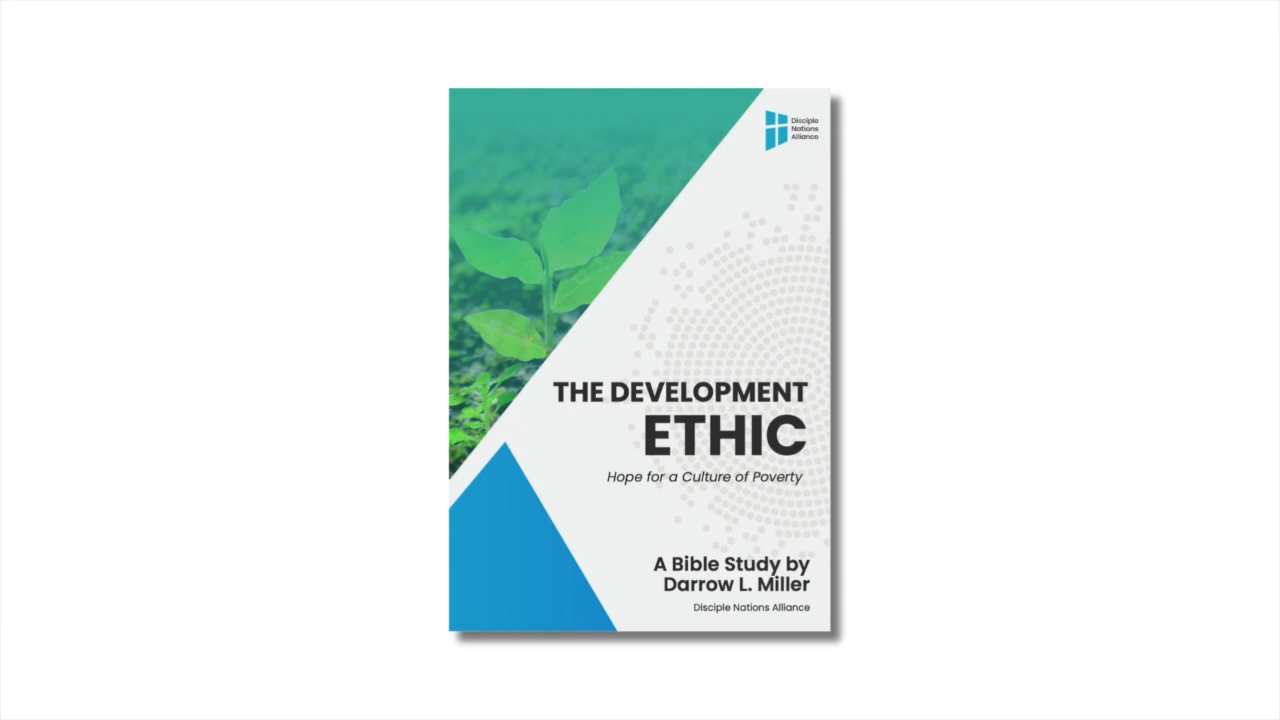 Disciple
Nations
Alliance
THE DEVELOPMENT
ETHIC
Hope for a Culture of Poverty
A Bible Study by
Darrow L. Miller
Disciple Nations Alliance